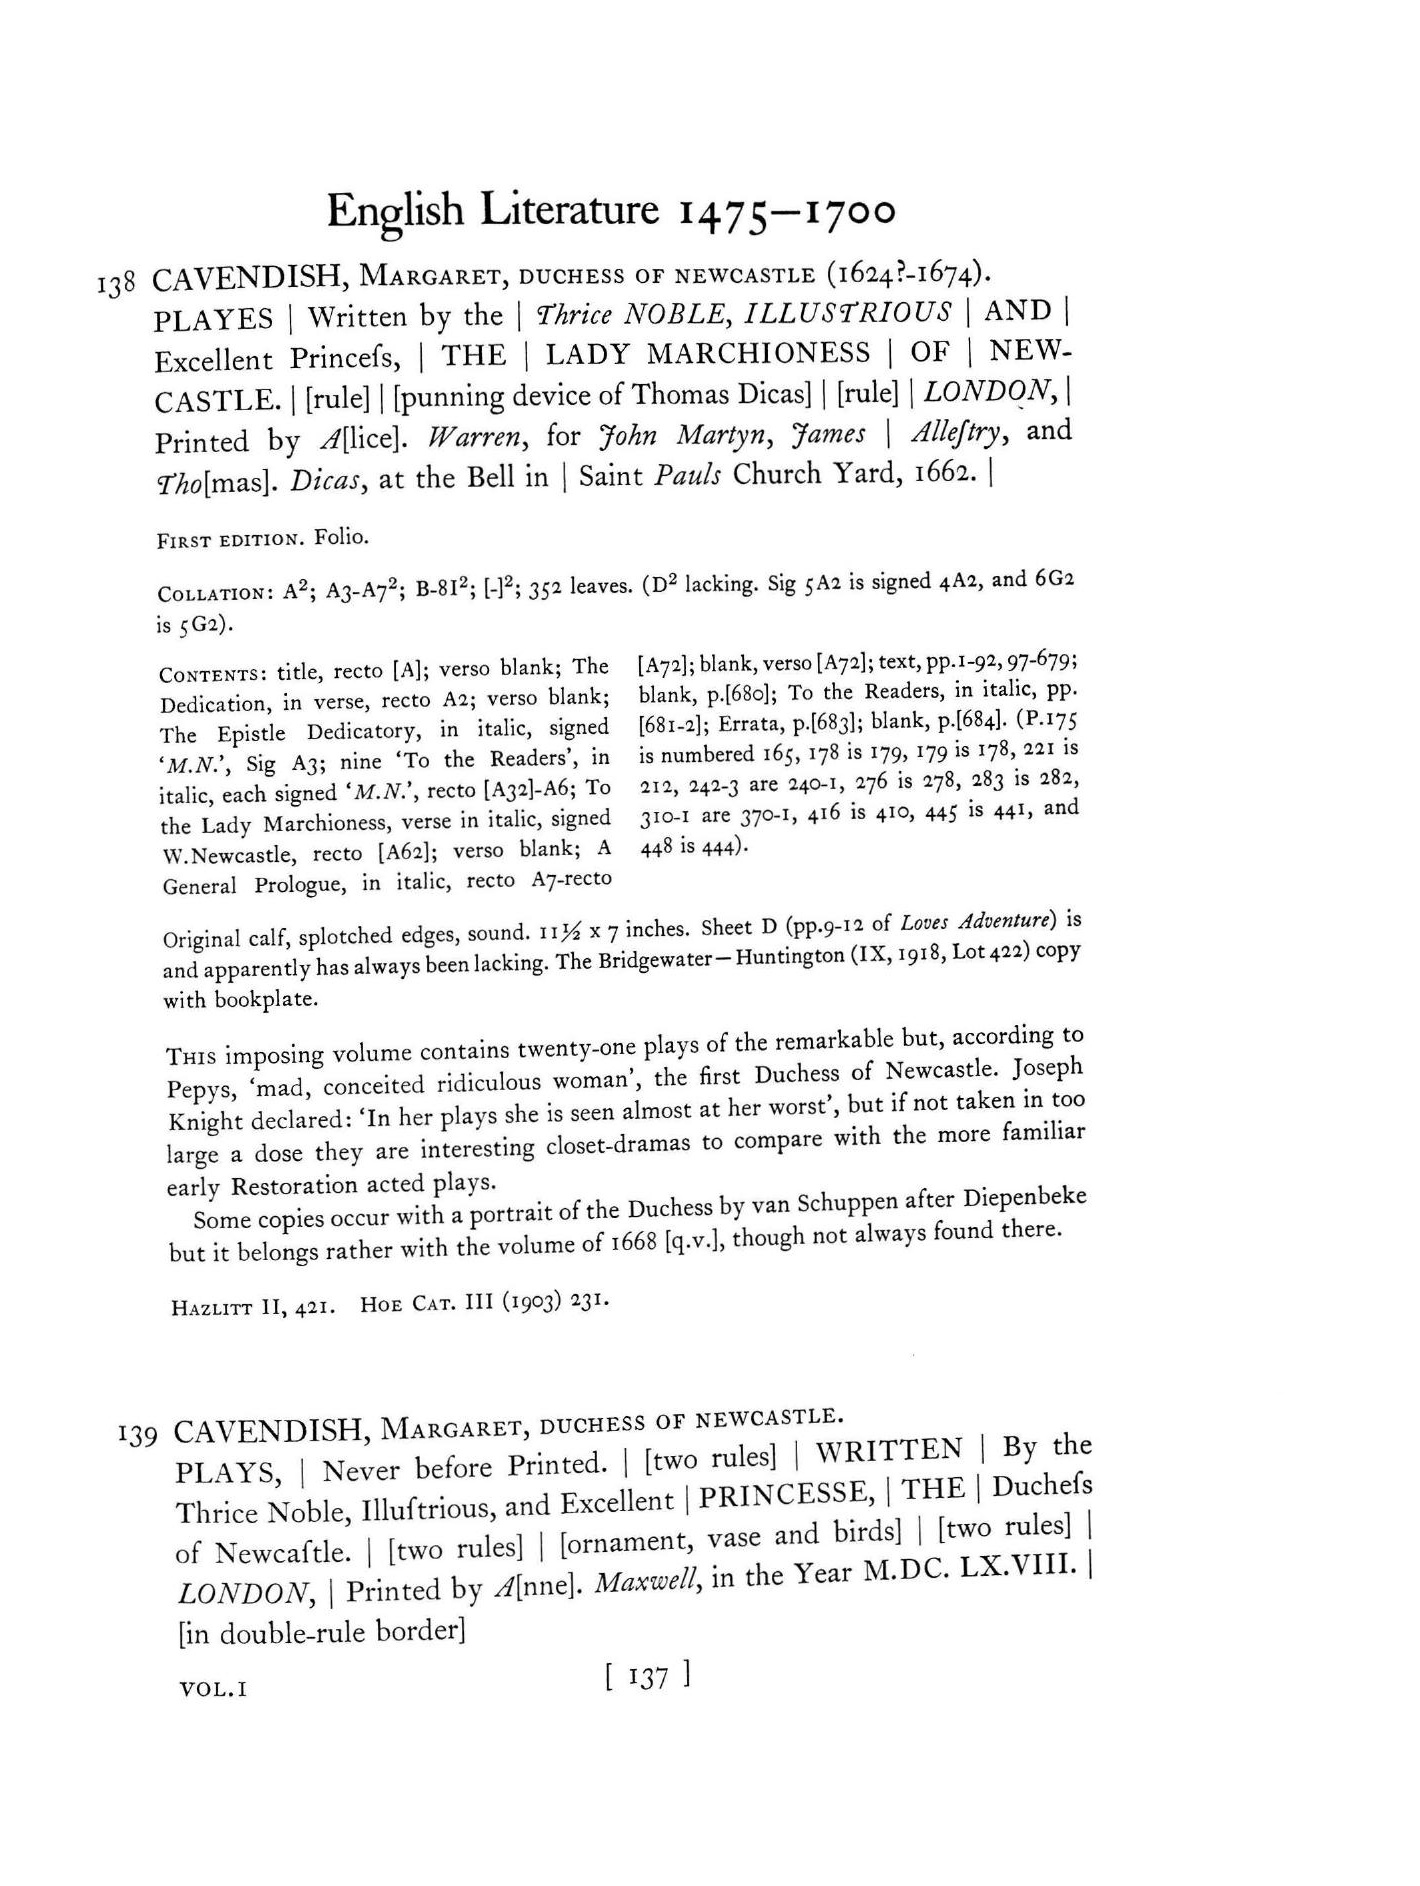 English Literature 1475–1700
138 CAVENDISH, MARGARET, DUCHESS OF NEWCASTLE (1624?-1674).
PLAYES | Written by the | Thrice NOBLE, ILLUSTRIOUS | AND |
Excellent Princeſs, | THE | LADY MARCHIONESS | OF | NEW-
CASTLE. | [rule] | [punning device of Thomas Dicas] | [rule] | LONDON, |
Printed by A[lice]. Warren, for John Martyn, James | Alleſtry, and
Tho[mas]. Dicas, at the Bell in | Saint Pauls Church Yard, 1662. |
FIRST EDITION. Folio.
COLLATION: A²; A3-A7²; B-8I²; [-]²; 352 leaves. (D² lacking. Sig 5A2 is signed 4A2, and 6G2
is 5G2).
CONTENTS: title, recto [A]; verso blank; The
Dedication, in verse, recto A2; verso blank;
The Epistle Dedicatory, in italic, signed
‘M.N.’, Sig A3; nine ‘To the Readers’, in
italic, each signed ‘M.N.’, recto [A32]-A6; To
the Lady Marchioness, verse in italic, signed
W.Newcastle, recto [A62]; verso blank; A
General Prologue, in italic, recto A7-recto
[A72]; blank, verso [A72]; text, pp.1-92, 97-679;
blank, p.[680]; To the Readers, in italic, pp.
[681-2]; Errata, p.[683]; blank, p.[684]. (P.175
is numbered 165, 178 is 179, 179 is 178, 221 is
212, 242-3 are 240-1, 276 is 278, 283 is 282,
310-1 are 370-1, 416 is 410, 445 is 441, and
448 is 444).
Original calf, splotched edges, sound. 11½ x 7 inches. Sheet D (pp.9-12 of Loves Adventure) is
and apparently has always been lacking. The Bridgewater—Huntington (IX, 1918, Lot 422) copy
with bookplate.
THIS imposing volume contains twenty-one plays of the remarkable but, according to
Pepys, ‘mad, conceited ridiculous woman’, the first Duchess of Newcastle. Joseph
Knight declared: ‘In her plays she is seen almost at her worst’, but if not taken in too
large a dose they are interesting closet-dramas to compare with the more familiar
early Restoration acted plays.
Some copies occur with a portrait of the Duchess by van Schuppen after Diepenbeke
but it belongs rather with the volume of 1668 [q.v.], though not always found there.
HAZLITT II, 421. HOE CAT. III (1903) 231.
139 CAVENDISH, MARGARET, DUCHESS OF NEWCASTLE.
PLAYS, | Never before Printed. | [two rules] | WRITTEN | By the
Thrice Noble, Illuſtrious, and Excellent | PRINCESSE, | THE | Ducheſs
of Newcaſtle. | [two rules] | [ornament, vase and birds] | [two rules] |
LONDON, | Printed by A[nne]. Maxwell, in the Year M.DC. LX.VIII. |
[in double-rule border]
VOL.I [ 137 ]